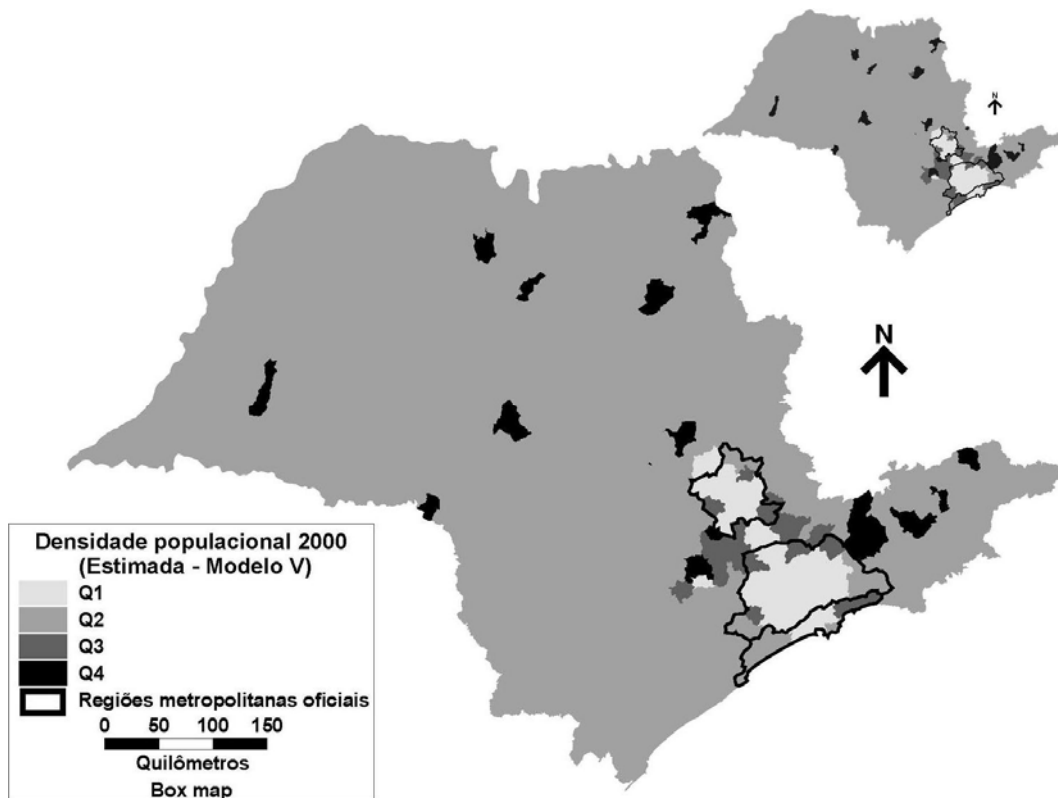 N
N
Densidade populacional 2000
(Estimada - Modelo V)
Q1
Q2
Q3
Q4
Regiões metropolitanas oficiais
0 50 100 150
Quilômetros
Box map